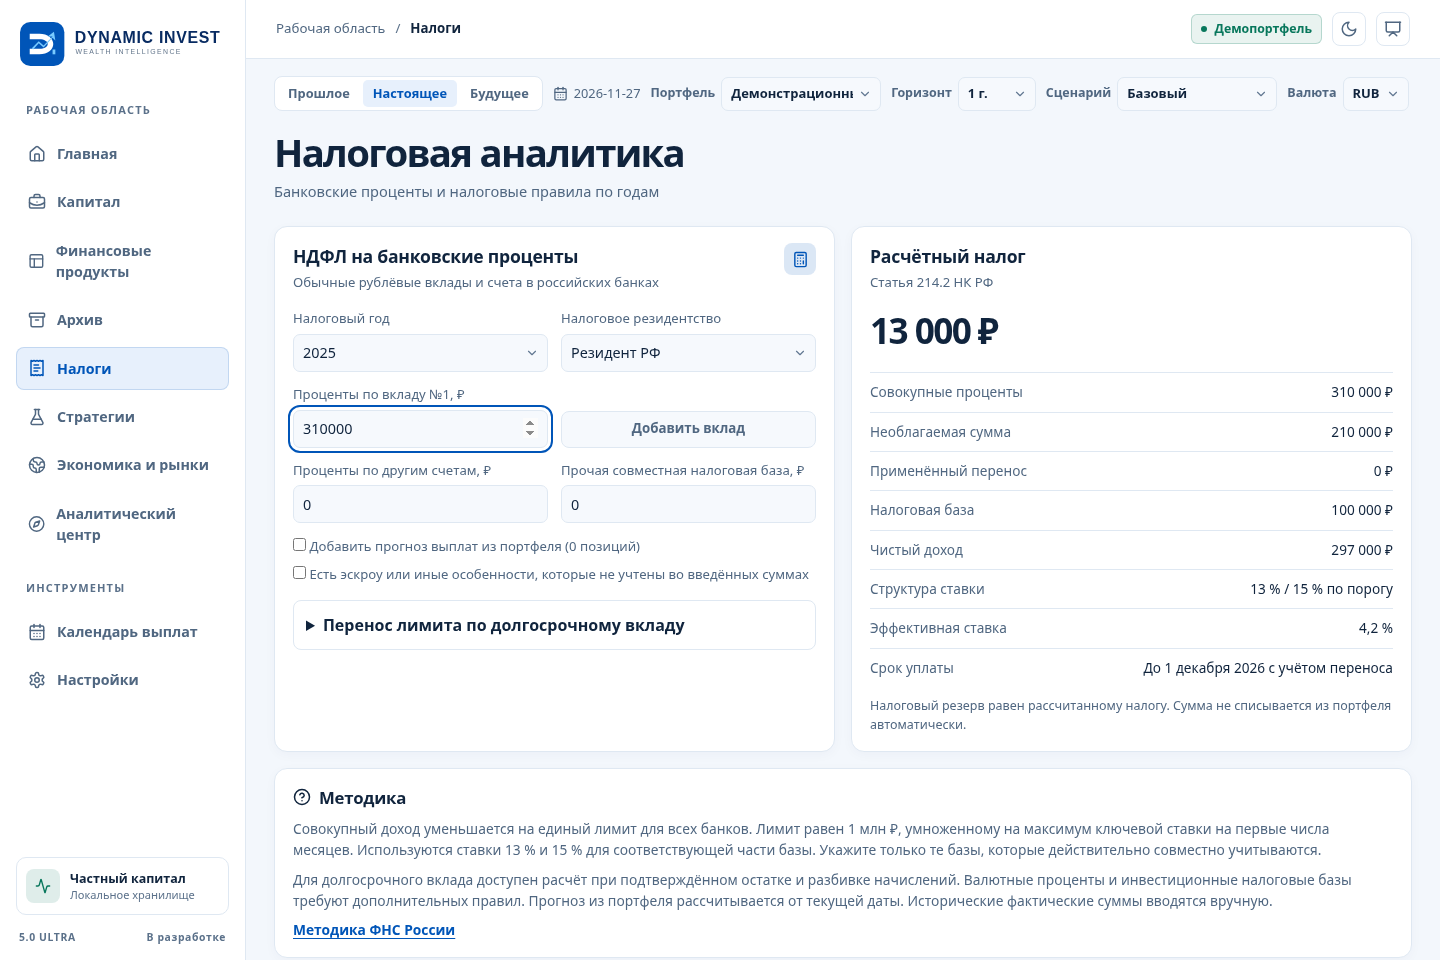 DYNAMIC INVEST
WEALTH INTELLIGENCE
РАБОЧАЯ ОБЛАСТЬ
Главная
Капитал
Финансовые
продукты
Архив
Налоги
Стратегии
Экономика и рынки
Аналитический
центр
ИНСТРУМЕНТЫ
Календарь выплат
Настройки
Частный капитал
Локальное хранилище
5.0 ULTRA В разработке
Рабочая область / Налоги
Демопортфель
Прошлое Настоящее Будущее 2026-11-27 Портфель Демонстрационн Горизонт 1 г. Сценарий Базовый Валюта RUB
Налоговая аналитика
Банковские проценты и налоговые правила по годам
НДФЛ на банковские проценты
Обычные рублёвые вклады и счета в российских банках
Налоговый год Налоговое резидентство
2025 Резидент РФ
Проценты по вкладу №1, ₽
310000 Добавить вклад
Проценты по другим счетам, ₽ Прочая совместная налоговая база, ₽
0 0
Добавить прогноз выплат из портфеля (0 позиций)
Есть эскроу или иные особенности, которые не учтены во введённых суммах
Перенос лимита по долгосрочному вкладу
Расчётный налог
Статья 214.2 НК РФ
13 000 ₽
Совокупные проценты 310 000 ₽
Необлагаемая сумма 210 000 ₽
Применённый перенос 0 ₽
Налоговая база 100 000 ₽
Чистый доход 297 000 ₽
Структура ставки 13 % / 15 % по порогу
Эффективная ставка 4,2 %
Срок уплаты До 1 декабря 2026 с учётом переноса
Налоговый резерв равен рассчитанному налогу. Сумма не списывается из портфеля
автоматически.
Методика
Совокупный доход уменьшается на единый лимит для всех банков. Лимит равен 1 млн ₽, умноженному на максимум ключевой ставки на первые числа
месяцев. Используются ставки 13 % и 15 % для соответствующей части базы. Укажите только те базы, которые действительно совместно учитываются.
Для долгосрочного вклада доступен расчёт при подтверждённом остатке и разбивке начислений. Валютные проценты и инвестиционные налоговые базы
требуют дополнительных правил. Прогноз из портфеля рассчитывается от текущей даты. Исторические фактические суммы вводятся вручную.
Методика ФНС России